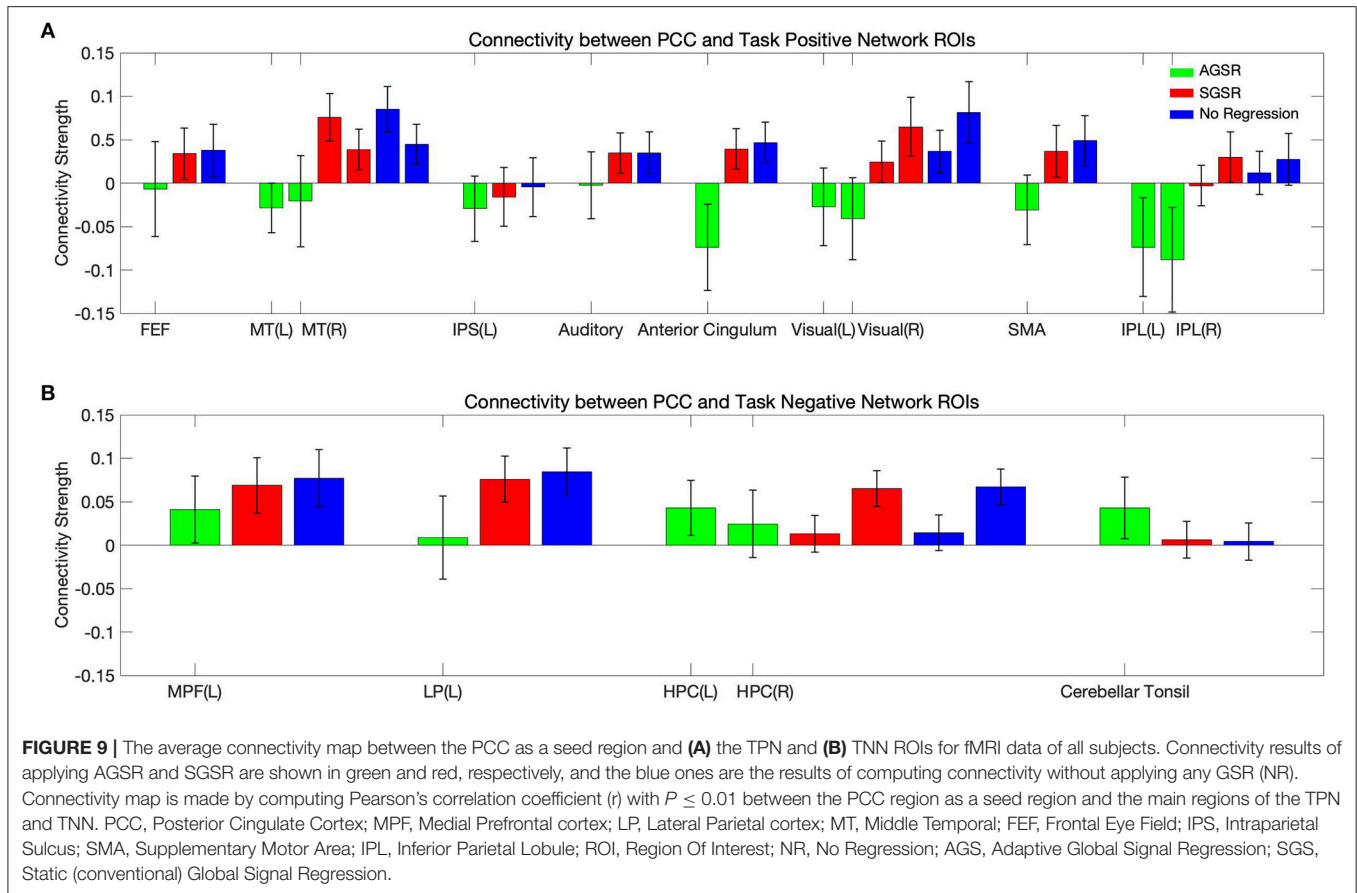 A
Connectivity between PCC and Task Positive Network ROIs
AGSR
SGSR
No Regression
Connectivity Strength
0.15
0.1
0.5
0
-0.05
-0.1
-0.15
FEF
MT(L)
MT(R)
IPS(L)
Auditory
Anterior Cingulum
Visual(L)
Visual(R)
SMA
IPL(L)
IPL(R)
B
Connectivity between PCC and Task Negative Network ROIs
Connectivity Strength
0.15
0.1
0.05
0
-0.05
-0.1
-0.15
MPF(L)
LP(L)
HPC(L)
HPC(R)
Cerebellar Tonsil
FIGURE 9 | The average connectivity map between the PCC as a seed region and (A) the TPN and (B) TNN ROIs for fMRI data of all subjects. Connectivity results of
applying AGSR and SGSR are shown in green and red, respectively, and the blue ones are the results of computing connectivity without applying any GSR (NR).
Connectivity map is made by computing Pearson's correlation coefficient (r) with P ≤ 0.01 between the PCC region as a seed region and the main regions of the TPN
and TNN. PCC, Posterior Cingulate Cortex; MPF, Medial Prefrontal cortex; LP, Lateral Parietal cortex; MT, Middle Temporal; FEF, Frontal Eye Field; IPS, Intraparietal
Sulcus; SMA, Supplementary Motor Area; IPL, Inferior Parietal Lobule; ROI, Region Of Interest; NR, No Regression; AGS, Adaptive Global Signal Regression; SGS,
Static (conventional) Global Signal Regression.